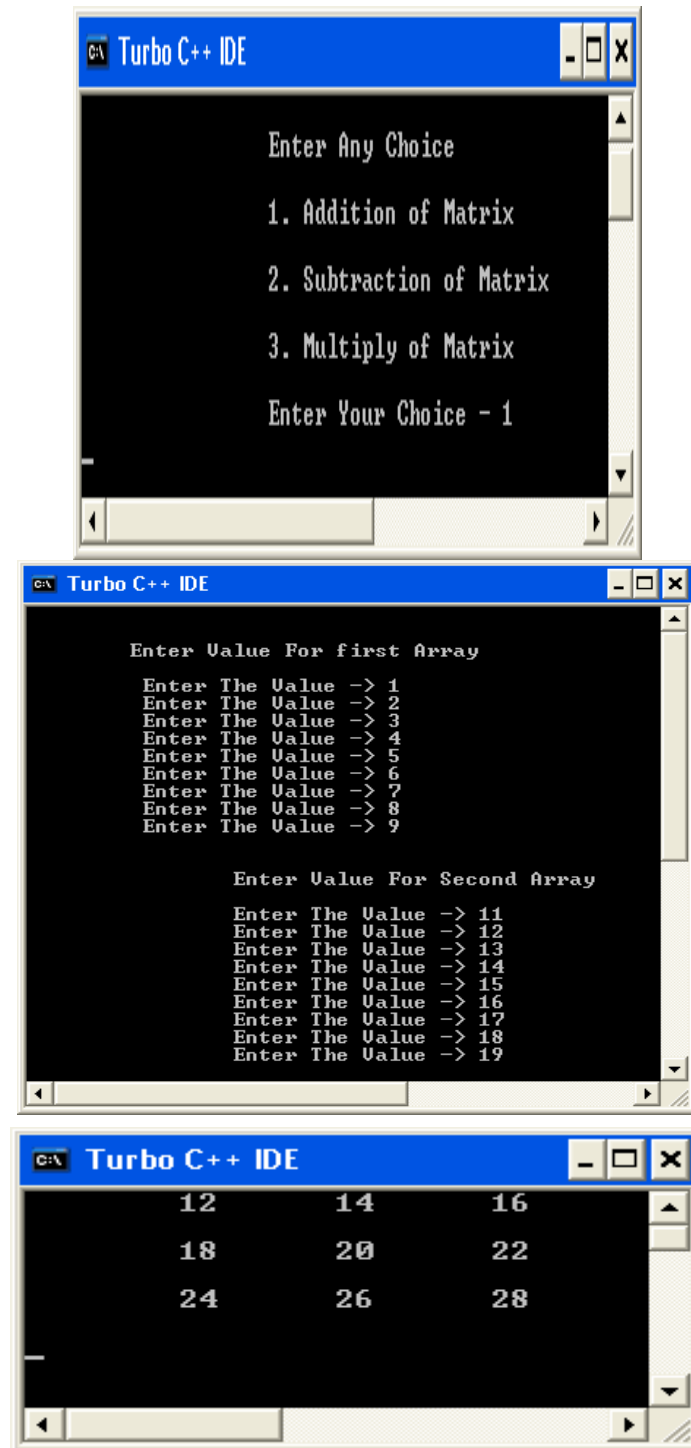 Turbo C++ IDE
Enter Any Choice
1. Addition of Matrix
2. Subtraction of Matrix
3. Multiply of Matrix
Enter Your Choice - 1
Turbo C++ IDE
Enter Value For first Array
Enter The Value -> 1
Enter The Value -> 2
Enter The Value -> 3
Enter The Value -> 4
Enter The Value -> 5
Enter The Value -> 6
Enter The Value -> 7
Enter The Value -> 8
Enter The Value -> 9
Enter Value For Second Array
Enter The Value -> 11
Enter The Value -> 12
Enter The Value -> 13
Enter The Value -> 14
Enter The Value -> 15
Enter The Value -> 16
Enter The Value -> 17
Enter The Value -> 18
Enter The Value -> 19
Turbo C++ IDE
12 14 16
18 20 22
24 26 28